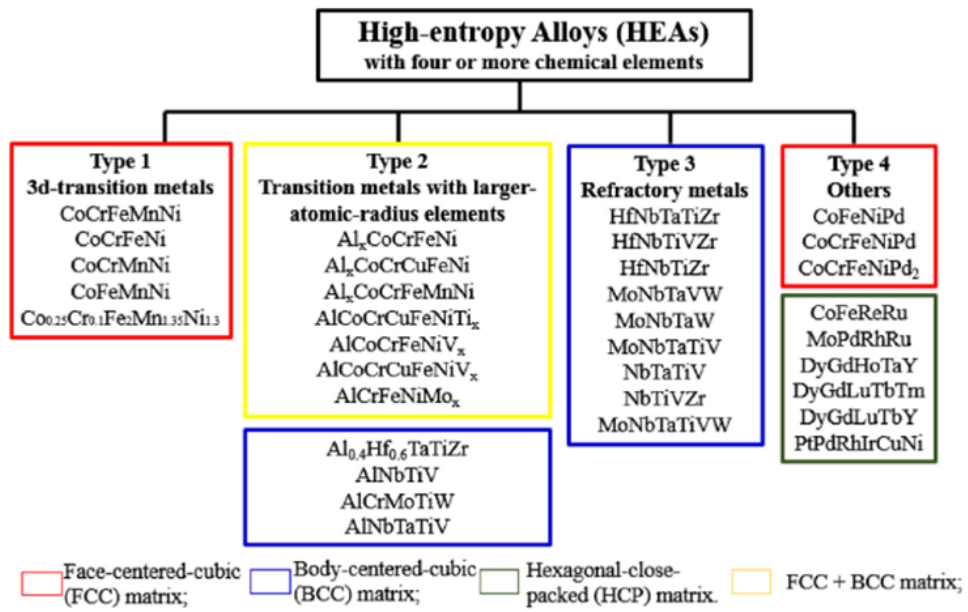 High-entropy Alloys (HEAs)
with four or more chemical elements
Type 1
3d-transition metals
CoCrFeMnNi
CoCrFeNi
CoCrMnNi
CoFeMnNi
Co₀.₂₅Cr₀.₁Fe₂Mn₁.₃₅Ni₁.₃
Type 2
Transition metals with larger-
atomic-radius elements
AlₓCoCrFeNi
AlₓCoCrCuFeNi
AlₓCoCrFeMnNi
AlCoCrCuFeNiTiₓ
AlCoCrFeNiVₓ
AlCoCrCuFeNiVₓ
AlCrFeNiMoₓ
Al₀.₄Hf₀.₆TaTiZr
AlNbTiV
AlCrMoTiW
AlNbTaTiV
Type 3
Refractory metals
HfNbTaTiZr
HfNbTiVZr
HfNbTiZr
MoNbTaVW
MoNbTaW
MoNbTaTiV
NbTaTiV
NbTiVZr
MoNbTaTiVW
Type 4
Others
CoFeNiPd
CoCrFeNiPd
CoCrFeNiPd₂
CoFeReRu
MoPdRhRu
DyGdHoTaY
DyGdLuTbTm
DyGdLuTbY
PtPdRhIrCuNi
Face-centered-cubic
(FCC) matrix;
Body-centered-cubic
(BCC) matrix;
Hexagonal-close-
packed (HCP) matrix.
FCC + BCC matrix;